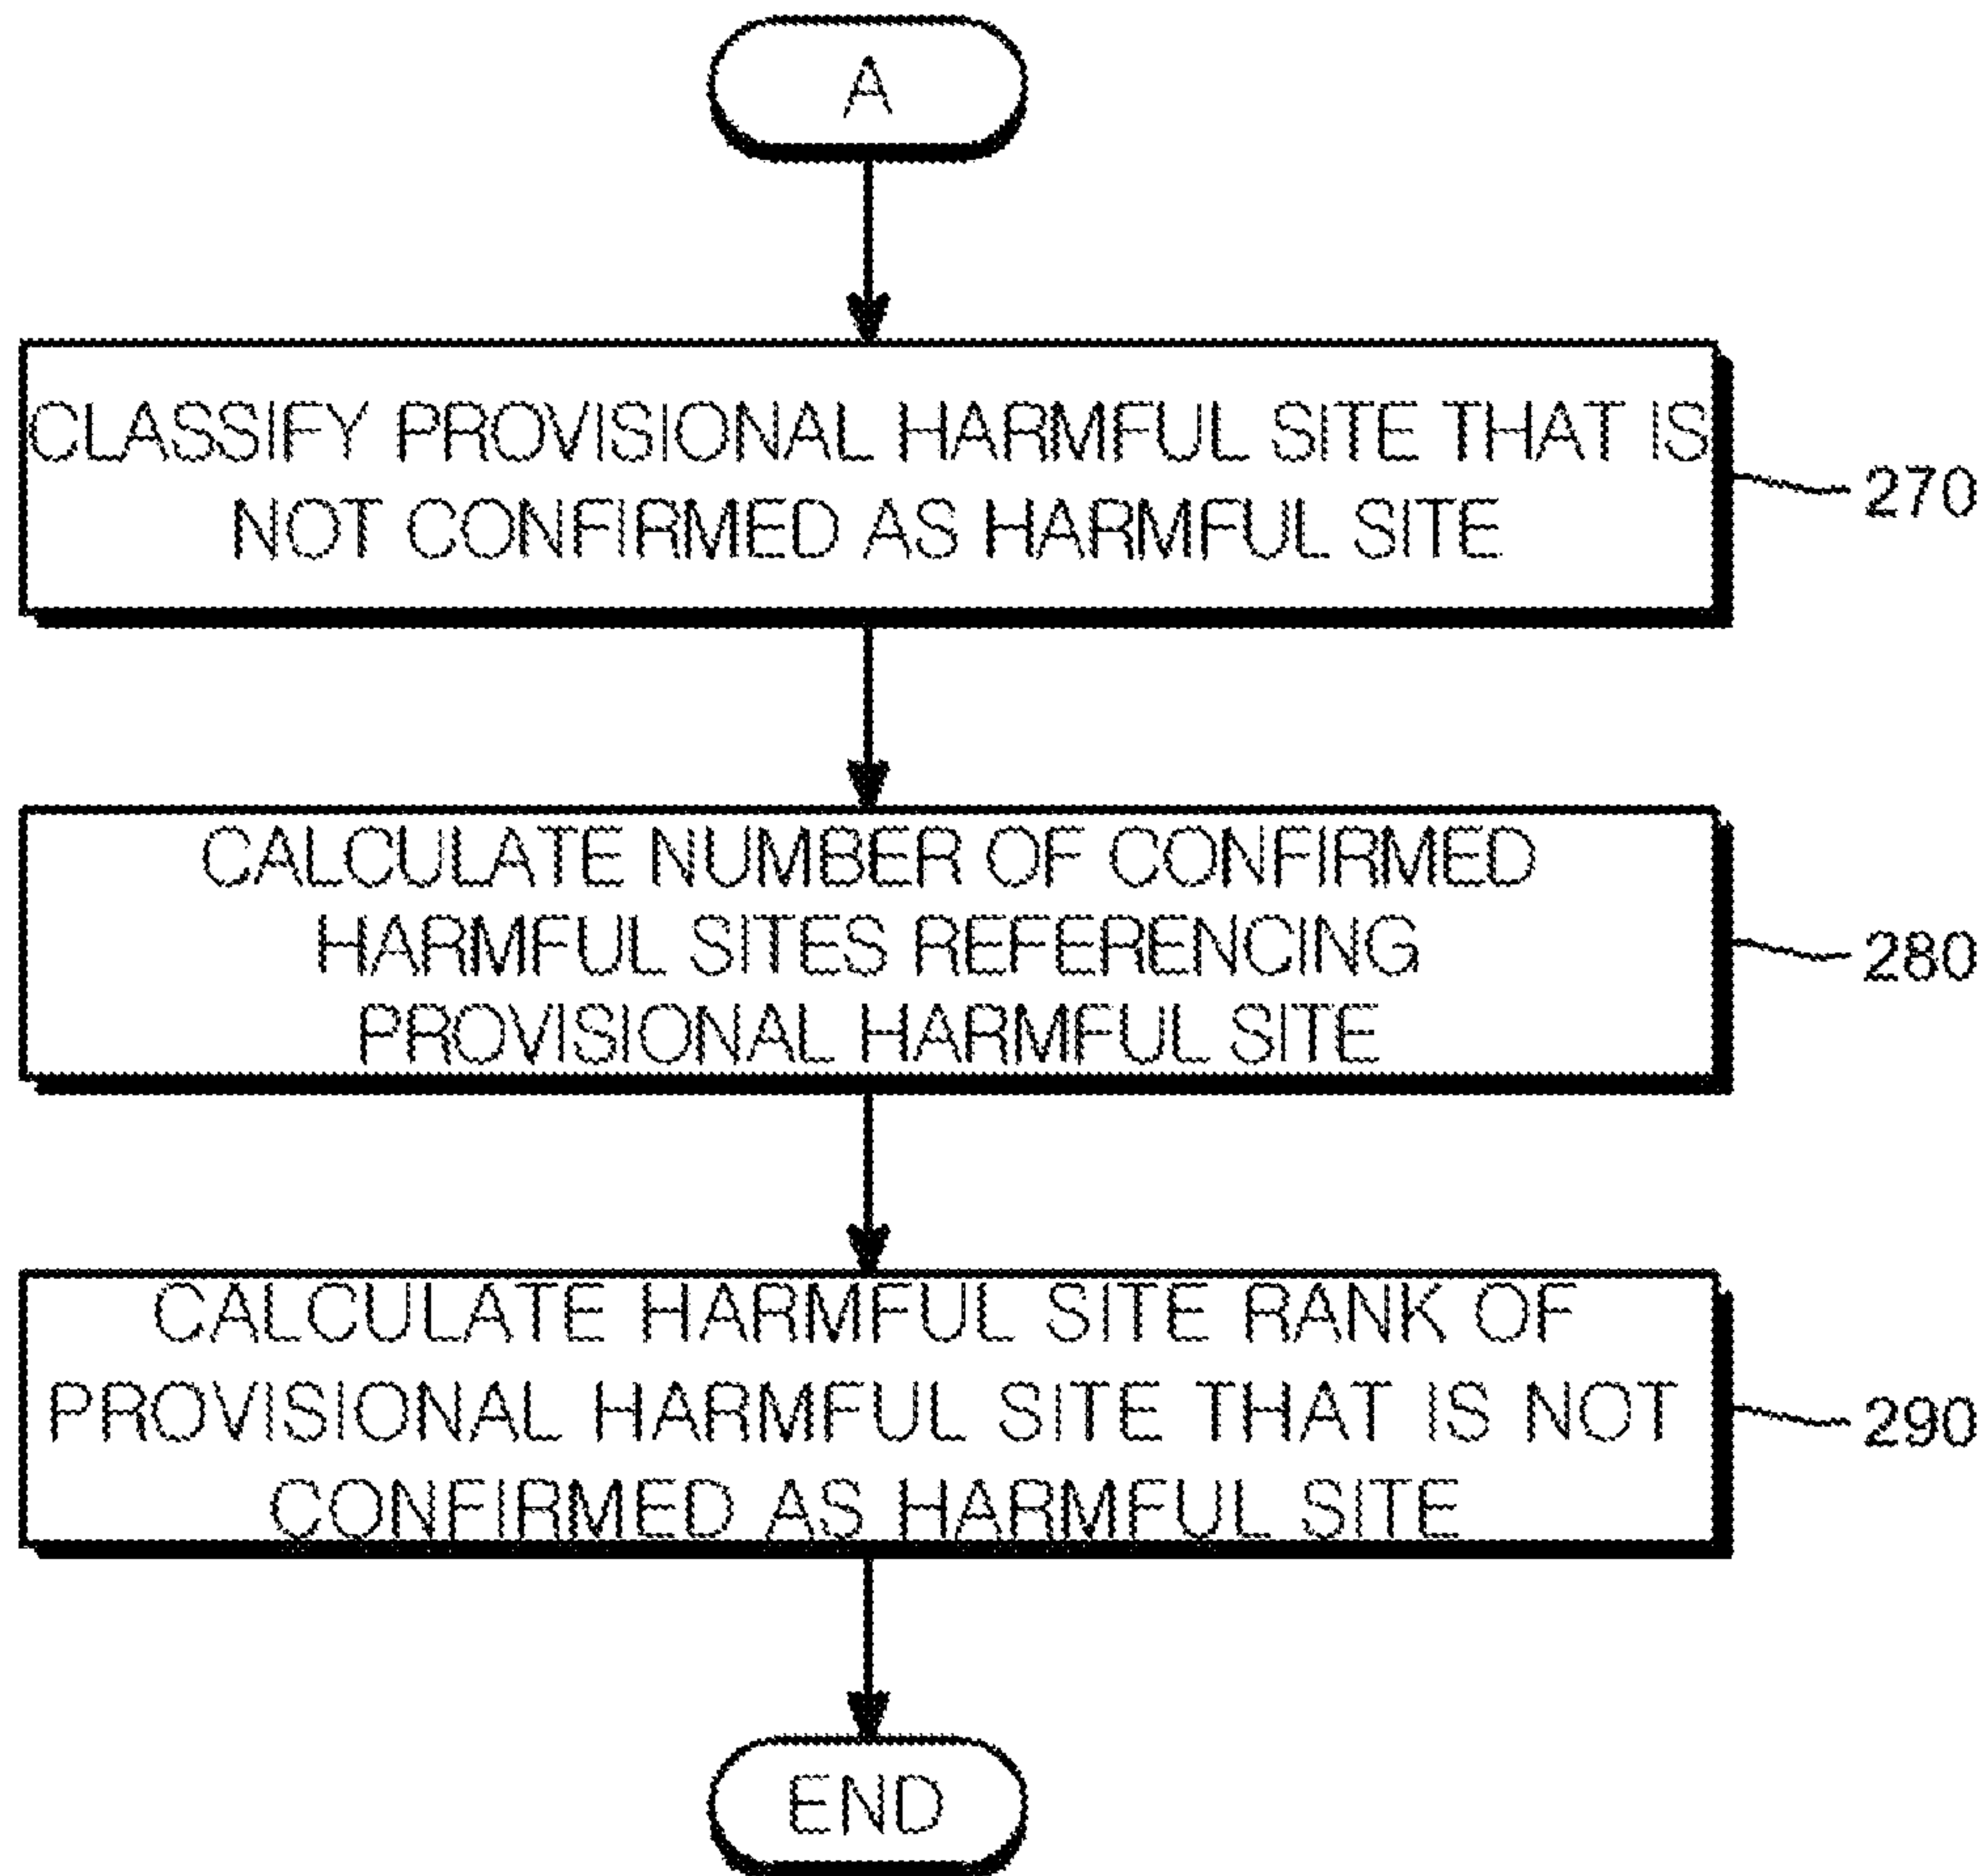 A
CLASSIFY PROVISIONAL HARMFUL SITE THAT IS
NOT CONFIRMED AS HARMFUL SITE
270
CALCULATE NUMBER OF CONFIRMED
HARMFUL SITES REFERENCING
PROVISIONAL HARMFUL SITE
280
CALCULATE HARMFUL SITE RANK OF
PROVISIONAL HARMFUL SITE THAT IS NOT
CONFIRMED AS HARMFUL SITE
290
END